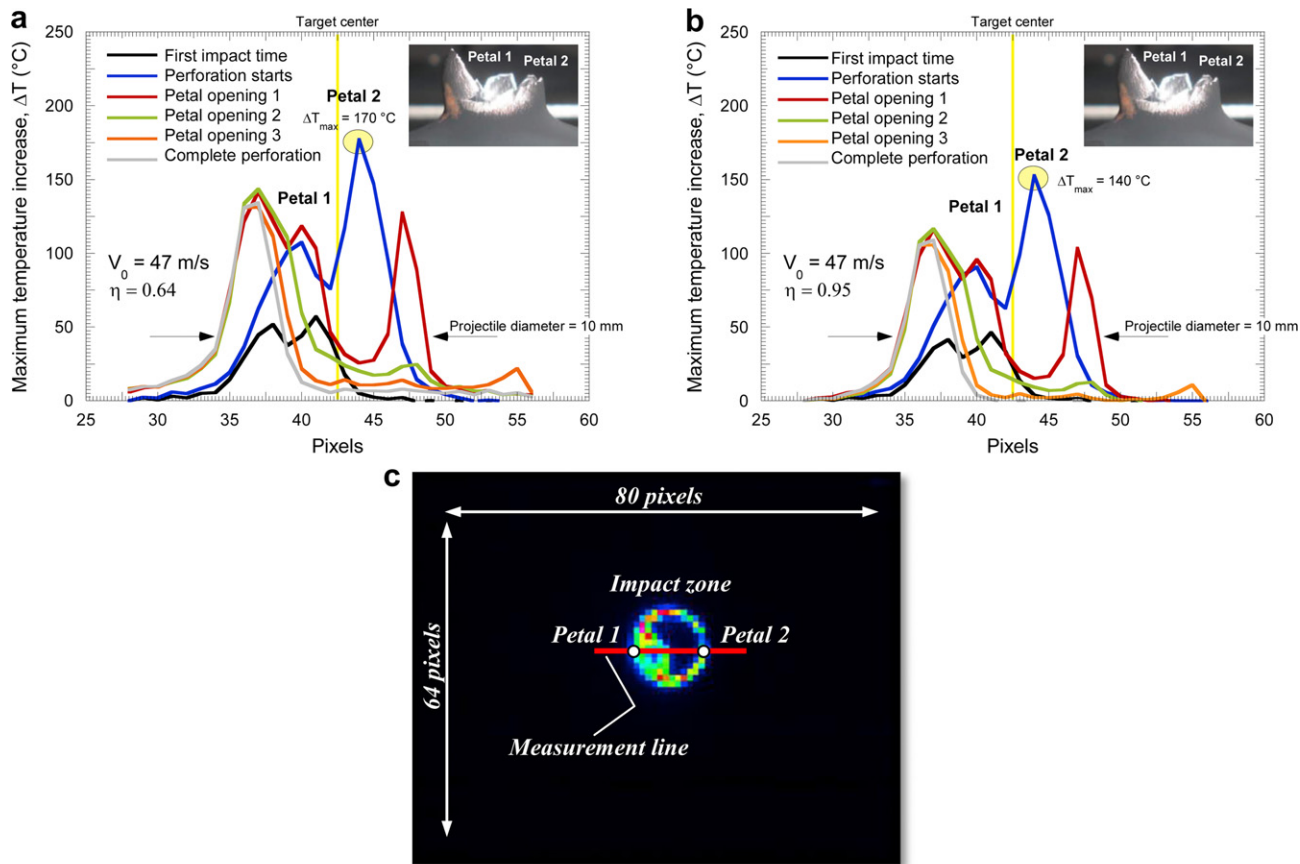 a
Target center
First impact time
Perforation starts
Petal opening 1
Petal opening 2
Petal opening 3
Complete perforation
Petal 2
ΔTmax = 170 °C
Petal 1
Petal 1
Petal 2
V0 = 47 m/s
η = 0.64
Projectile diameter = 10 mm
Maximum temperature increase, ΔT (°C)
250
200
150
100
50
0
25 30 35 40 45 50 55 60
Pixels
b
Target center
First impact time
Perforation starts
Petal opening 1
Petal opening 2
Petal opening 3
Complete perforation
Petal 2
ΔTmax = 140 °C
Petal 1
Petal 1
Petal 2
V0 = 47 m/s
η = 0.95
Projectile diameter = 10 mm
Maximum temperature increase, ΔT (°C)
250
200
150
100
50
0
25 30 35 40 45 50 55 60
Pixels
c
80 pixels
64 pixels
Impact zone
Petal 1
Petal 2
Measurement line